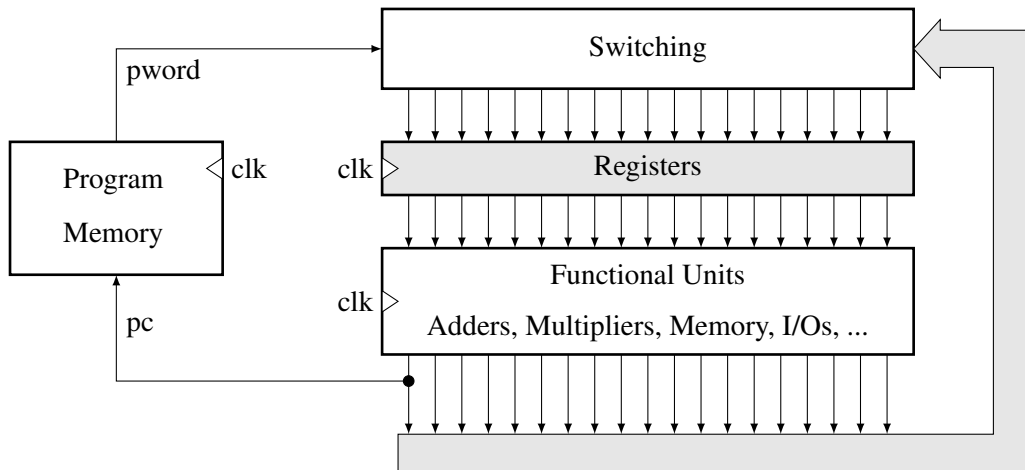 Switching
pword
Program
Memory
clk
clk
Registers
clk
Functional Units
Adders, Multipliers, Memory, I/Os, ...
pc